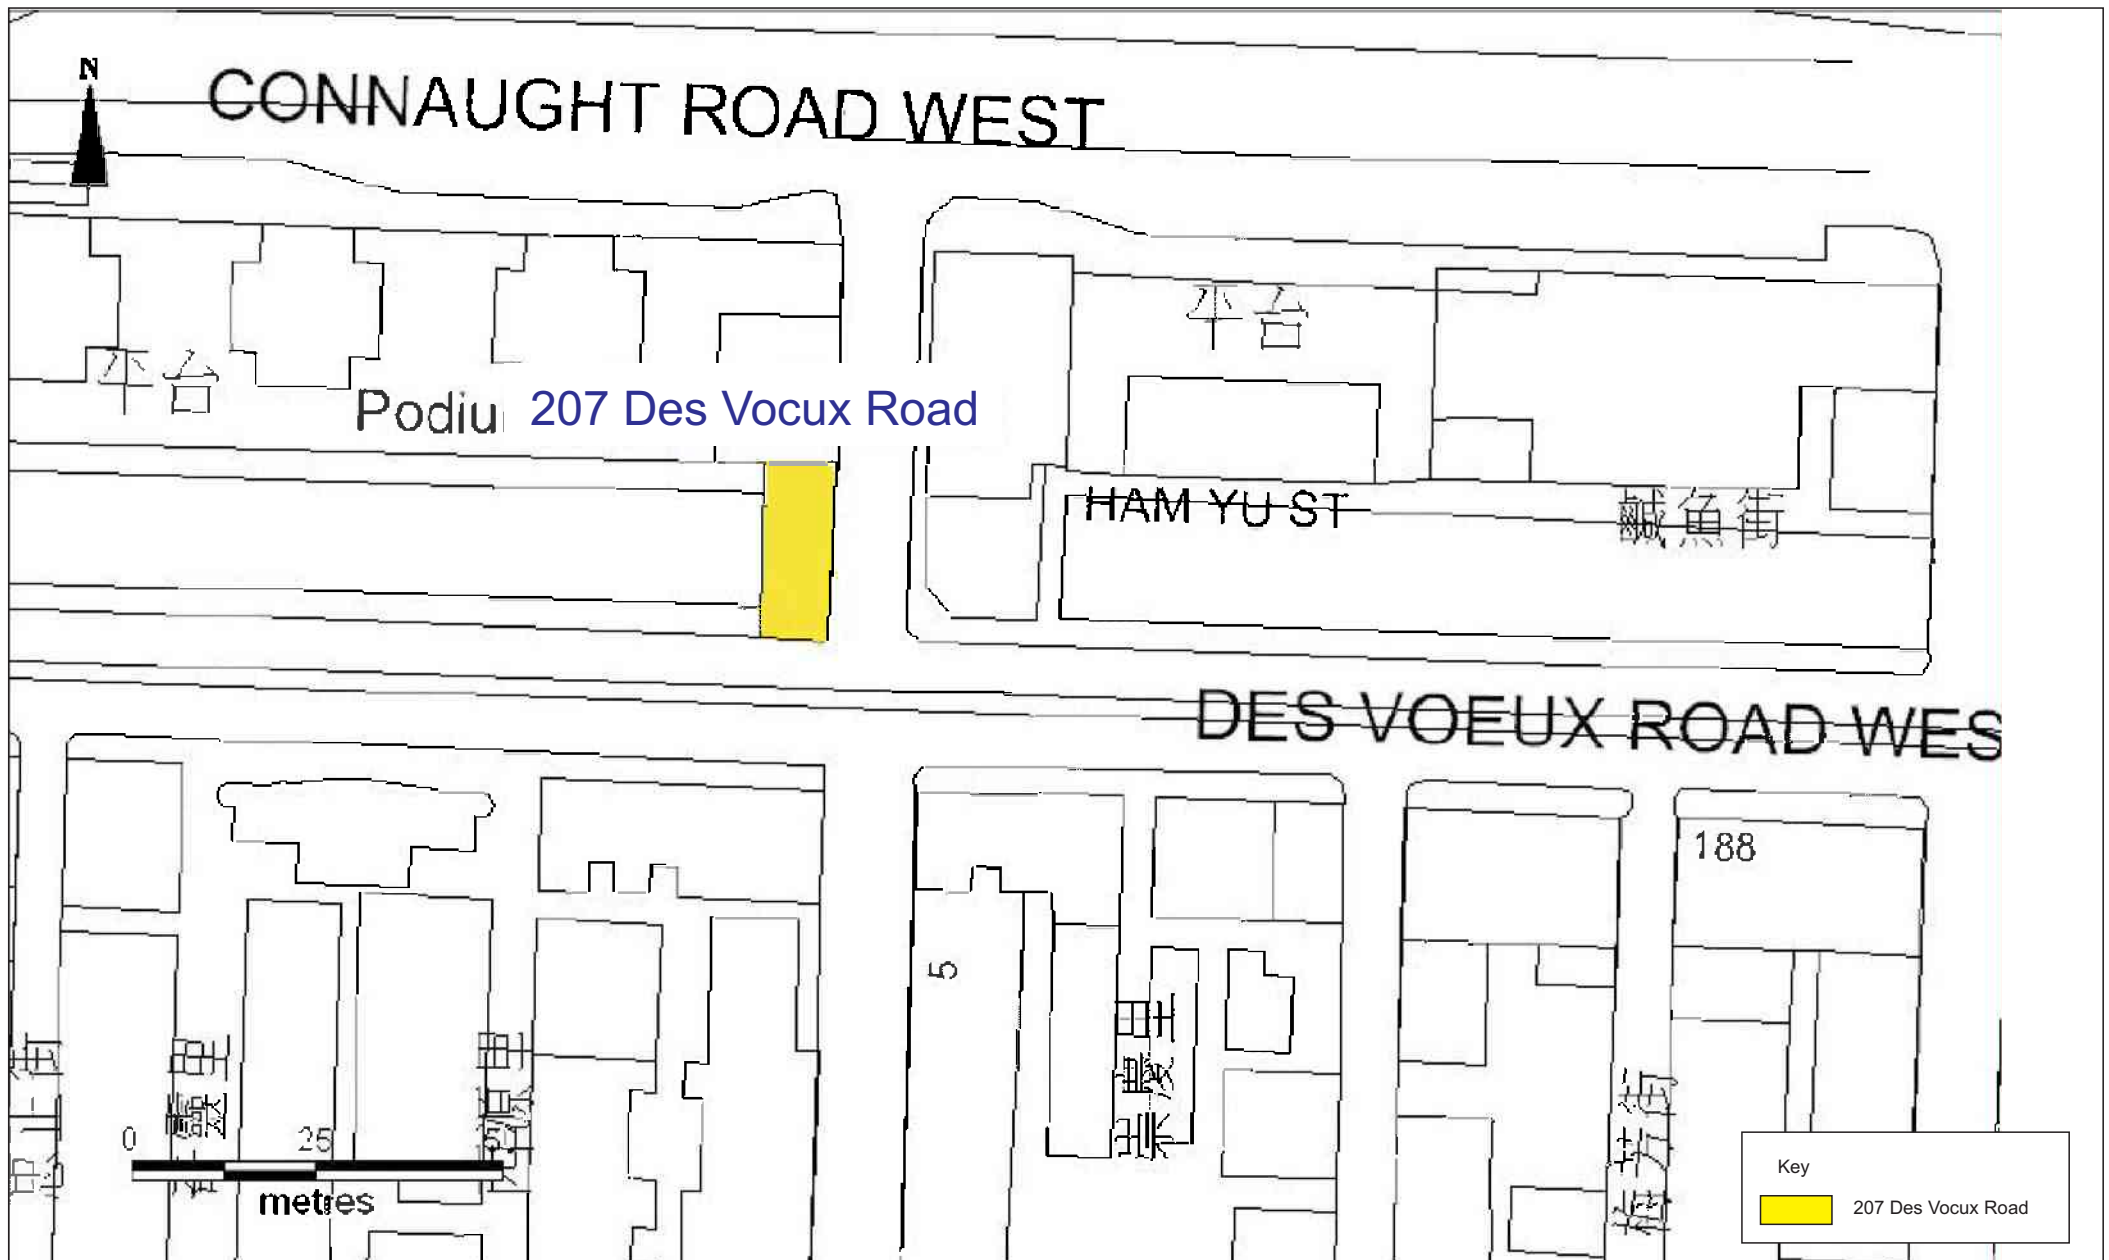 N
CONNAUGHT ROAD WEST
平台
平台
Podiu
207 Des Vocux Road
HAM YU ST
鹹魚街
DES VOEUX ROAD WES
188
5
0 25 50
metres
Key
207 Des Vocux Road